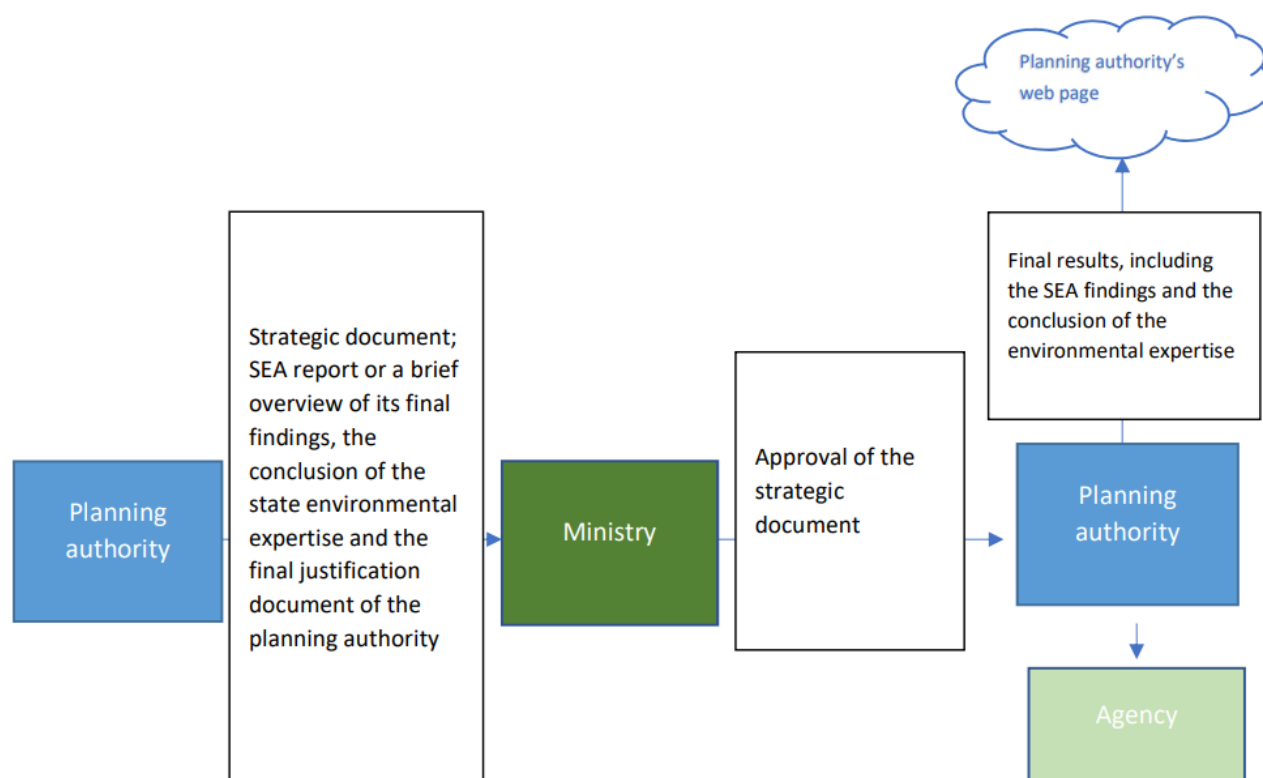 Planning authority's
web page
Final results, including
the SEA findings and the
conclusion of the
environmental expertise
Strategic document;
SEA report or a brief
overview of its final
findings, the
conclusion of the
state environmental
expertise and the
final justification
document of the
planning authority
Planning
authority
Ministry
Approval of the
strategic
document
Planning
authority
Agency